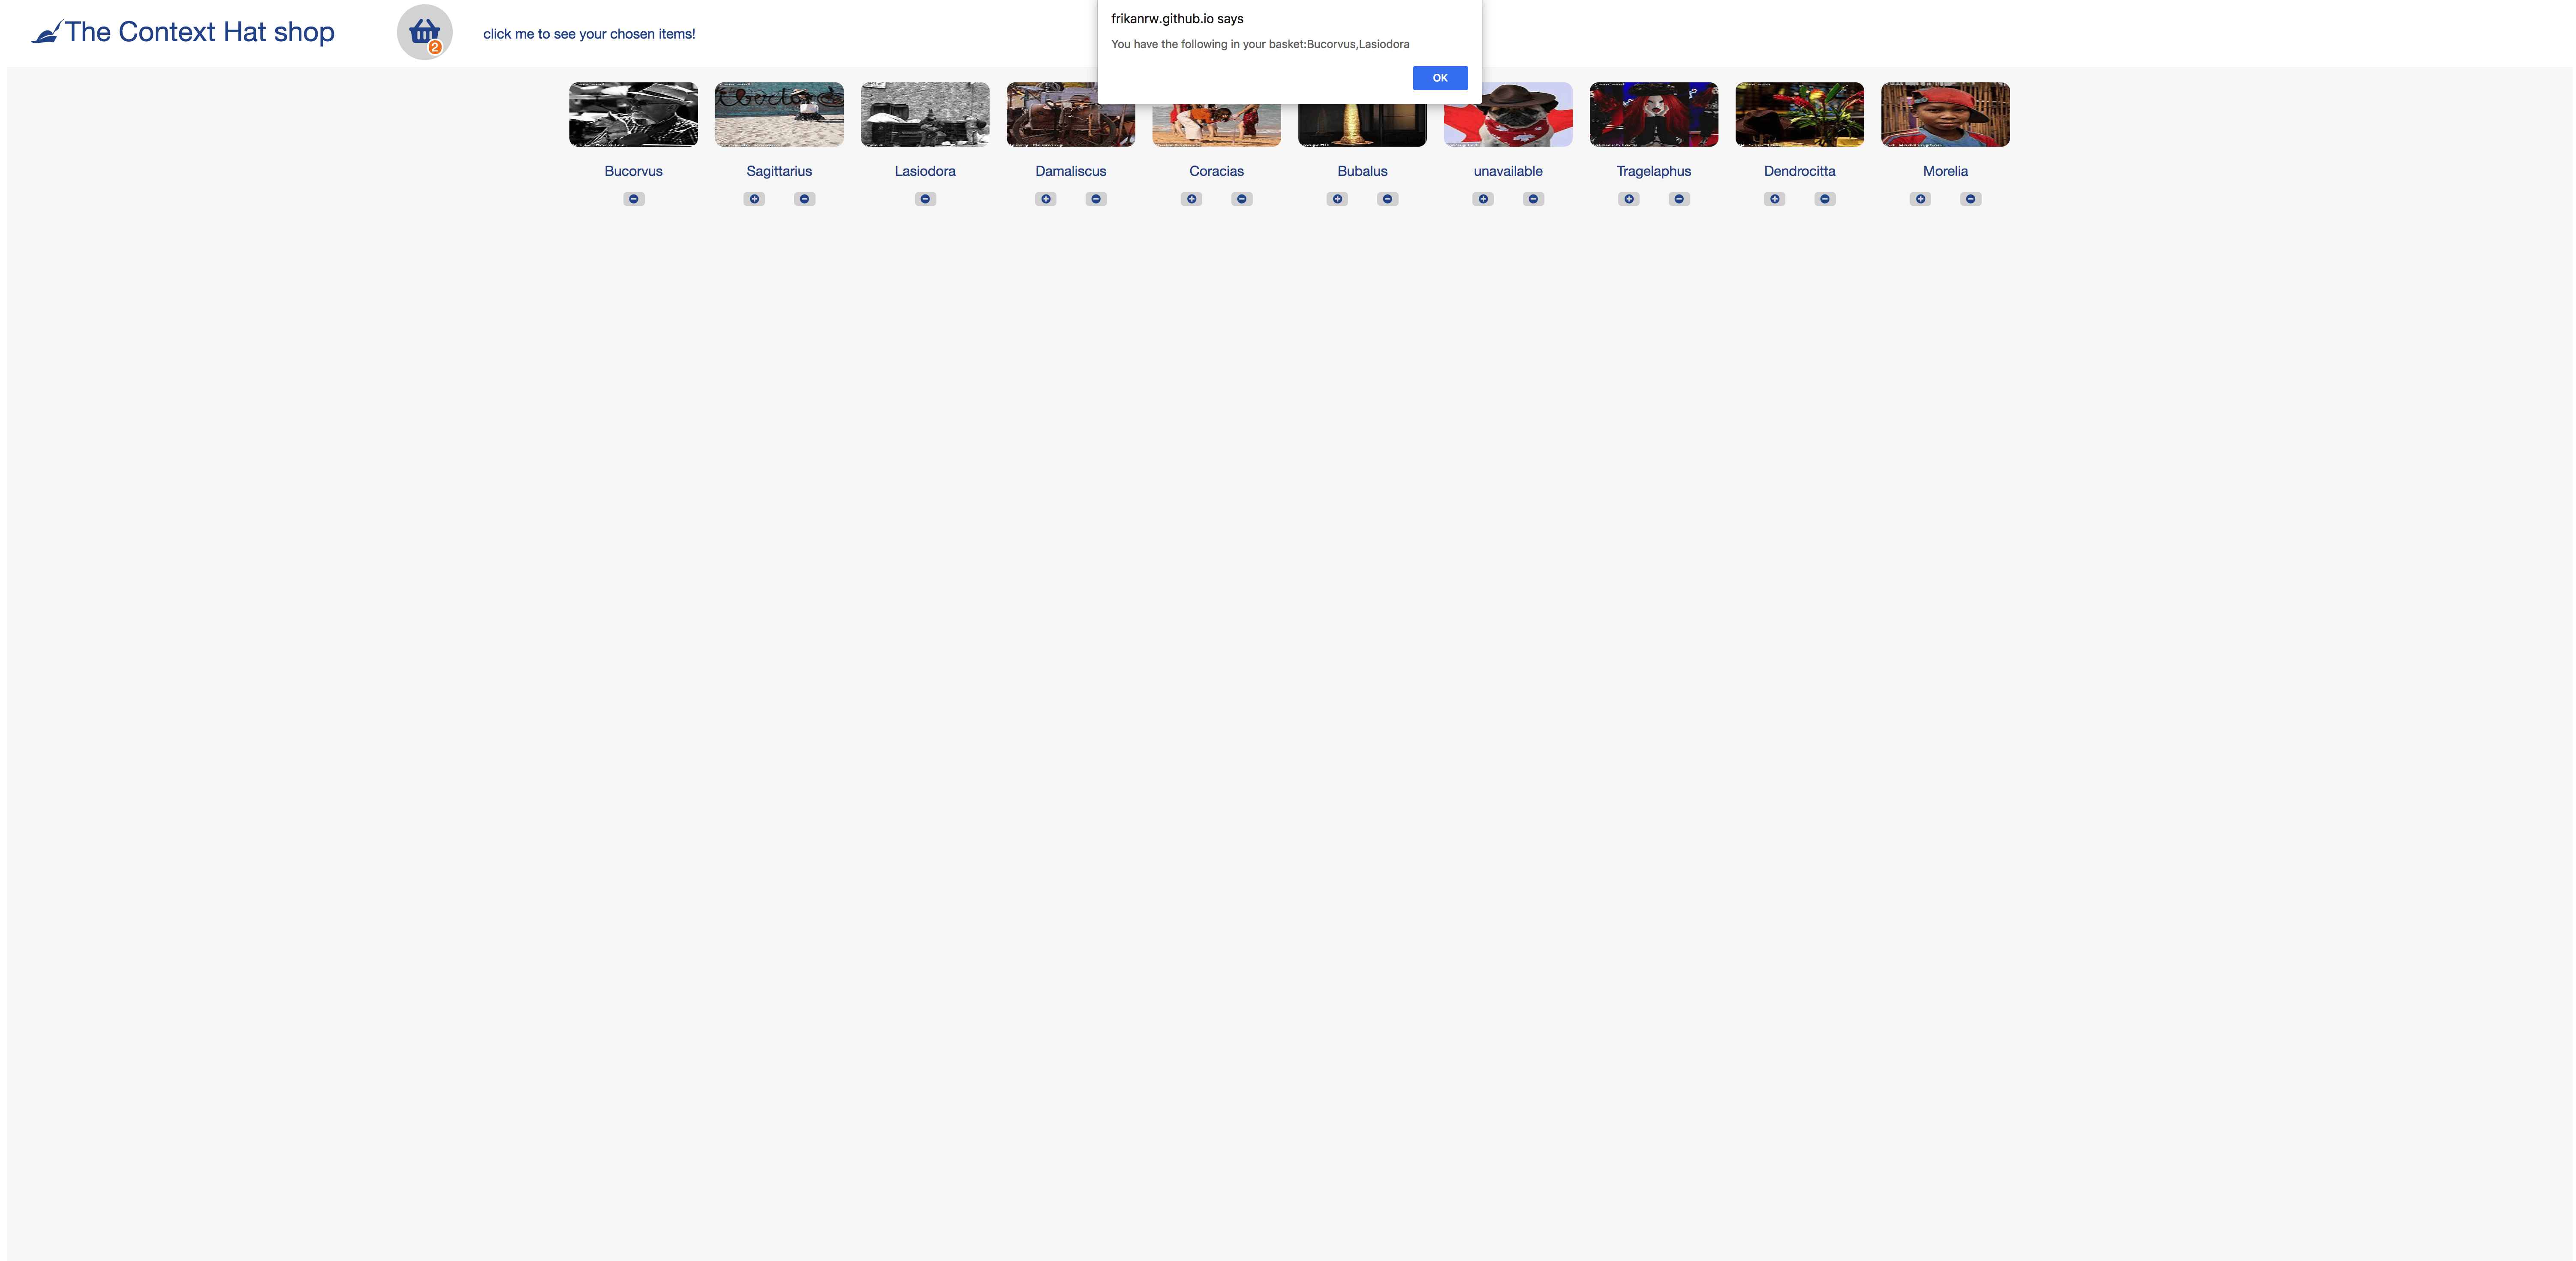 The Context Hat shop
2
click me to see your chosen items!
frikanrw.github.io says
You have the following in your basket:Bucorvus,Lasiodora
OK
Bucorvus
Sagittarius
Lasiodora
Damaliscus
Coracias
Bubalus
unavailable
Tragelaphus
Dendrocitta
Morelia